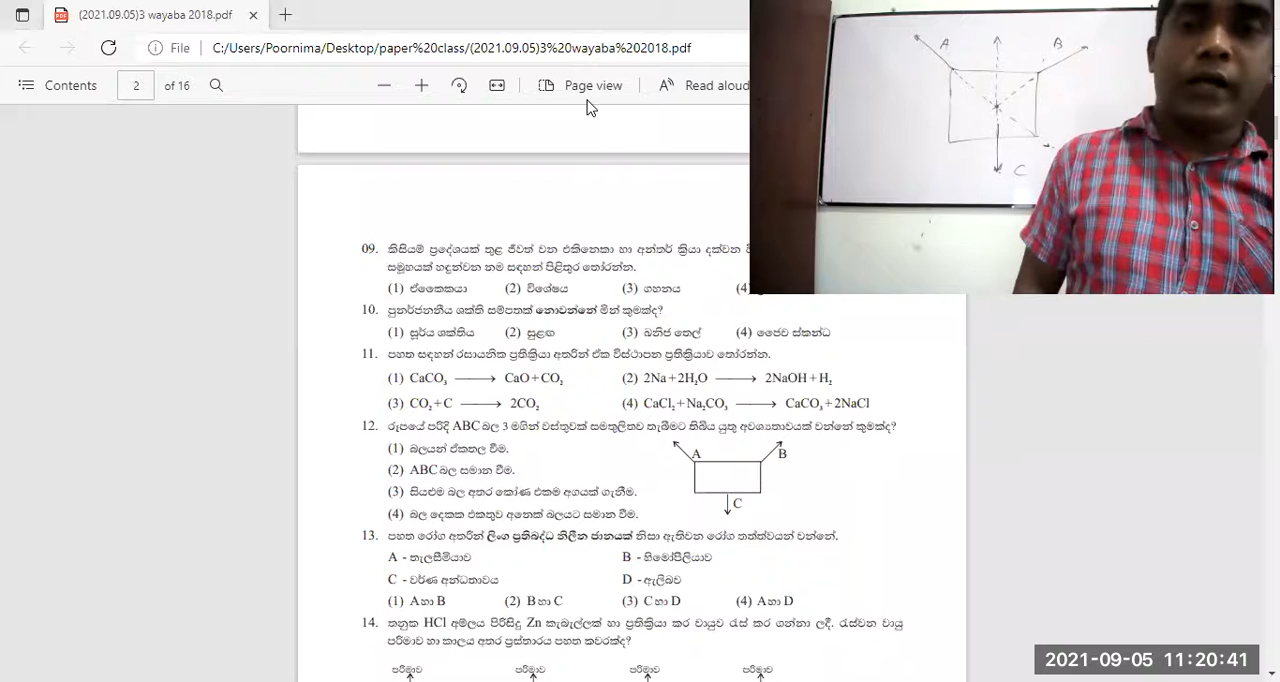 (2021.09.05)3 wayaba 2018.pdf
File C:/Users/Poornima/Desktop/paper%20class/(2021.09.05)3%20wayaba%202018.pdf
Contents 2 of 16 Page view Read aloud
A B
C
09. කිසියම් ප්‍රදේශයක් තුළ ජීවත් වන එකිනෙකා හා අන්තර් ක්‍රියා දක්වන
සමූහයක් හඳුන්වන නම සඳහන් පිළිතුර තෝරන්න.
(1) ඒකෛකයා (2) විශේෂය (3) ගහනය (4)
10. පුනර්ජනනීය ශක්ති සම්පතක් නොවන්නේ මින් කුමක්ද?
(1) සූර්ය ශක්තිය (2) සුළඟ (3) ඛනිජ තෙල් (4) ජෛව ස්කන්ධ
11. පහත සඳහන් රසායනික ප්‍රතික්‍රියා අතරින් ඒක විස්ථාපන ප්‍රතික්‍රියාව තෝරන්න.
(1) CaCO₃ ⟶ CaO + CO₂ (2) 2Na + 2H₂O ⟶ 2NaOH + H₂
(3) CO₂ + C ⟶ 2CO₂ (4) CaCl₂ + Na₂CO₃ ⟶ CaCO₃ + 2NaCl
12. රූපයේ පරිදි ABC බල 3 මගින් වස්තුවක් සමතුලිතව තැබීමට තිබිය යුතු අවශ්‍යතාවයක් වන්නේ කුමක්ද?
(1) බලයන් ඒකතල වීම.
(2) ABC බල සමාන වීම.
(3) සියළුම බල අතර කෝණ එකම අගයක් ගැනීම.
(4) බල දෙකක එකතුව අනෙක් බලයට සමාන වීම.
A B
C
13. පහත රෝග අතරින් ලිංග ප්‍රතිබද්ධ නිලීන ජානයක් නිසා ඇතිවන රෝග තත්ත්වයන් වන්නේ.
A - තැලසීමියාව B - හිමෝෆීලියාව
C - වර්ණ අන්ධතාවය D - ඇලිබව
(1) A හා B (2) B හා C (3) C හා D (4) A හා D
14. තනුක HCl අම්ලය පිරිසිදු Zn කැබැල්ලක් හා ප්‍රතික්‍රියා කර වායුව රැස් කර ගන්නා ලදී. රැස්වන වායු
පරිමාව හා කාලය අතර ප්‍රස්තාරය පහත කවරක්ද?
පරිමාව පරිමාව පරිමාව පරිමාව
2021-09-05 11:20:41